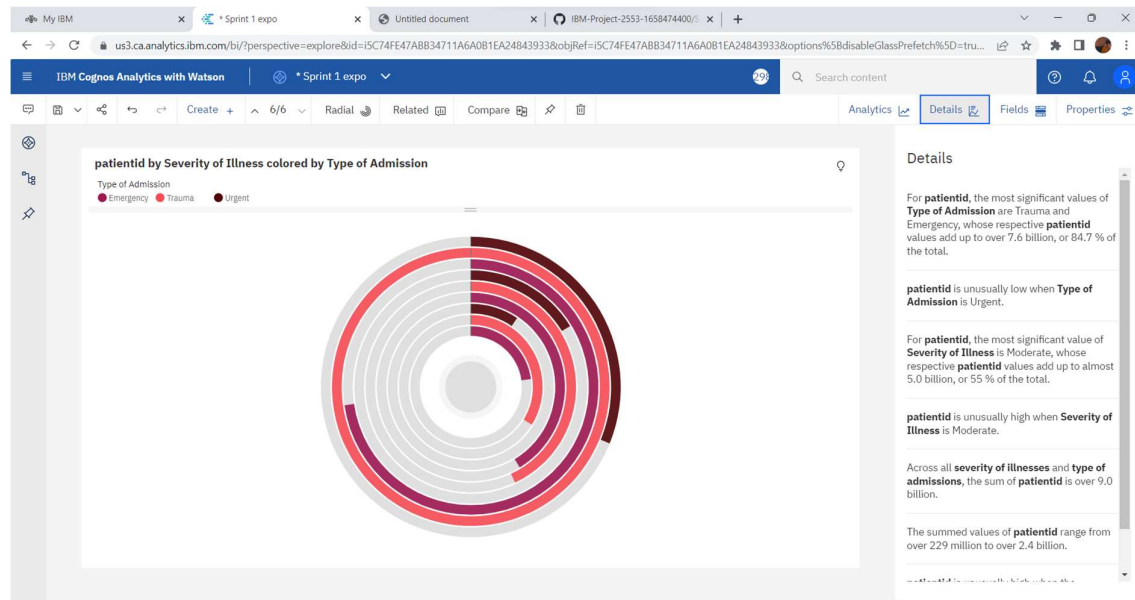 My IBM
* Sprint 1 expo
Untitled document
IBM-Project-2553-1658474400/S
us3.ca.analytics.ibm.com/bi/?perspective=explore&id=i5C74FE47ABB34711A6A0B1EA24843933&objRef=i5C74FE47ABB34711A6A0B1EA24843933&options%5BdisableGlassPrefetch%5D=tru...
IBM Cognos Analytics with Watson
* Sprint 1 expo
298
Search content
Create +
6/6
Radial
Related
Compare
Analytics
Details
Fields
Properties
patientid by Severity of Illness colored by Type of Admission
Type of Admission
Emergency Trauma Urgent
Details
For patientid, the most significant values of
Type of Admission are Trauma and
Emergency, whose respective patientid
values add up to over 7.6 billion, or 84.7 % of
the total.
patientid is unusually low when Type of
Admission is Urgent.
For patientid, the most significant value of
Severity of Illness is Moderate, whose
respective patientid values add up to almost
5.0 billion, or 55 % of the total.
patientid is unusually high when Severity of
Illness is Moderate.
Across all severity of illnesses and type of
admissions, the sum of patientid is over 9.0
billion.
The summed values of patientid range from
over 229 million to over 2.4 billion.